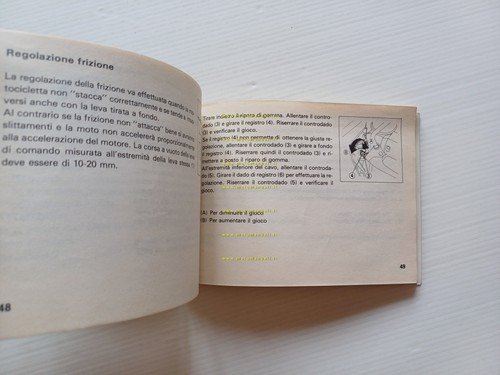 Regolazione frizione
La regolazione della frizione va effettuata quando la mo-
tocicletta non "stacca" correttamente e se tende a muo-
versi anche con la leva tirata a fondo.
Al contrario se la frizione non "attacca" bene si avranno
slittamenti e la moto non accelererà proporzionalmente
alla accelerazione del motore. La corsa a vuoto della leva
di comando misurata all'estremità della leva stessa
deve essere di 10-20 mm.
48
Tirare indietro il riparo di gomma. Allentare il contro-
dado (3) e girare il registro (4). Riserrare il controdado
(3) e verificare il gioco.
Se il registro (4) non permette di ottenere la giusta re-
golazione, allentare il controdado (3) e girare a fondo
il registro (4). Riserrare quindi il controdado (3) e ri-
mettere a posto il riparo di gomma.
All'estremità inferiore del cavo, allentare il controdado
(5). Girare il dado di registro (6) per effettuare la re-
golazione. Riserrare il controdado (5) e verificare il
gioco.
(A) Per diminuire il gioco
(B) Per aumentare il gioco
3
4
49